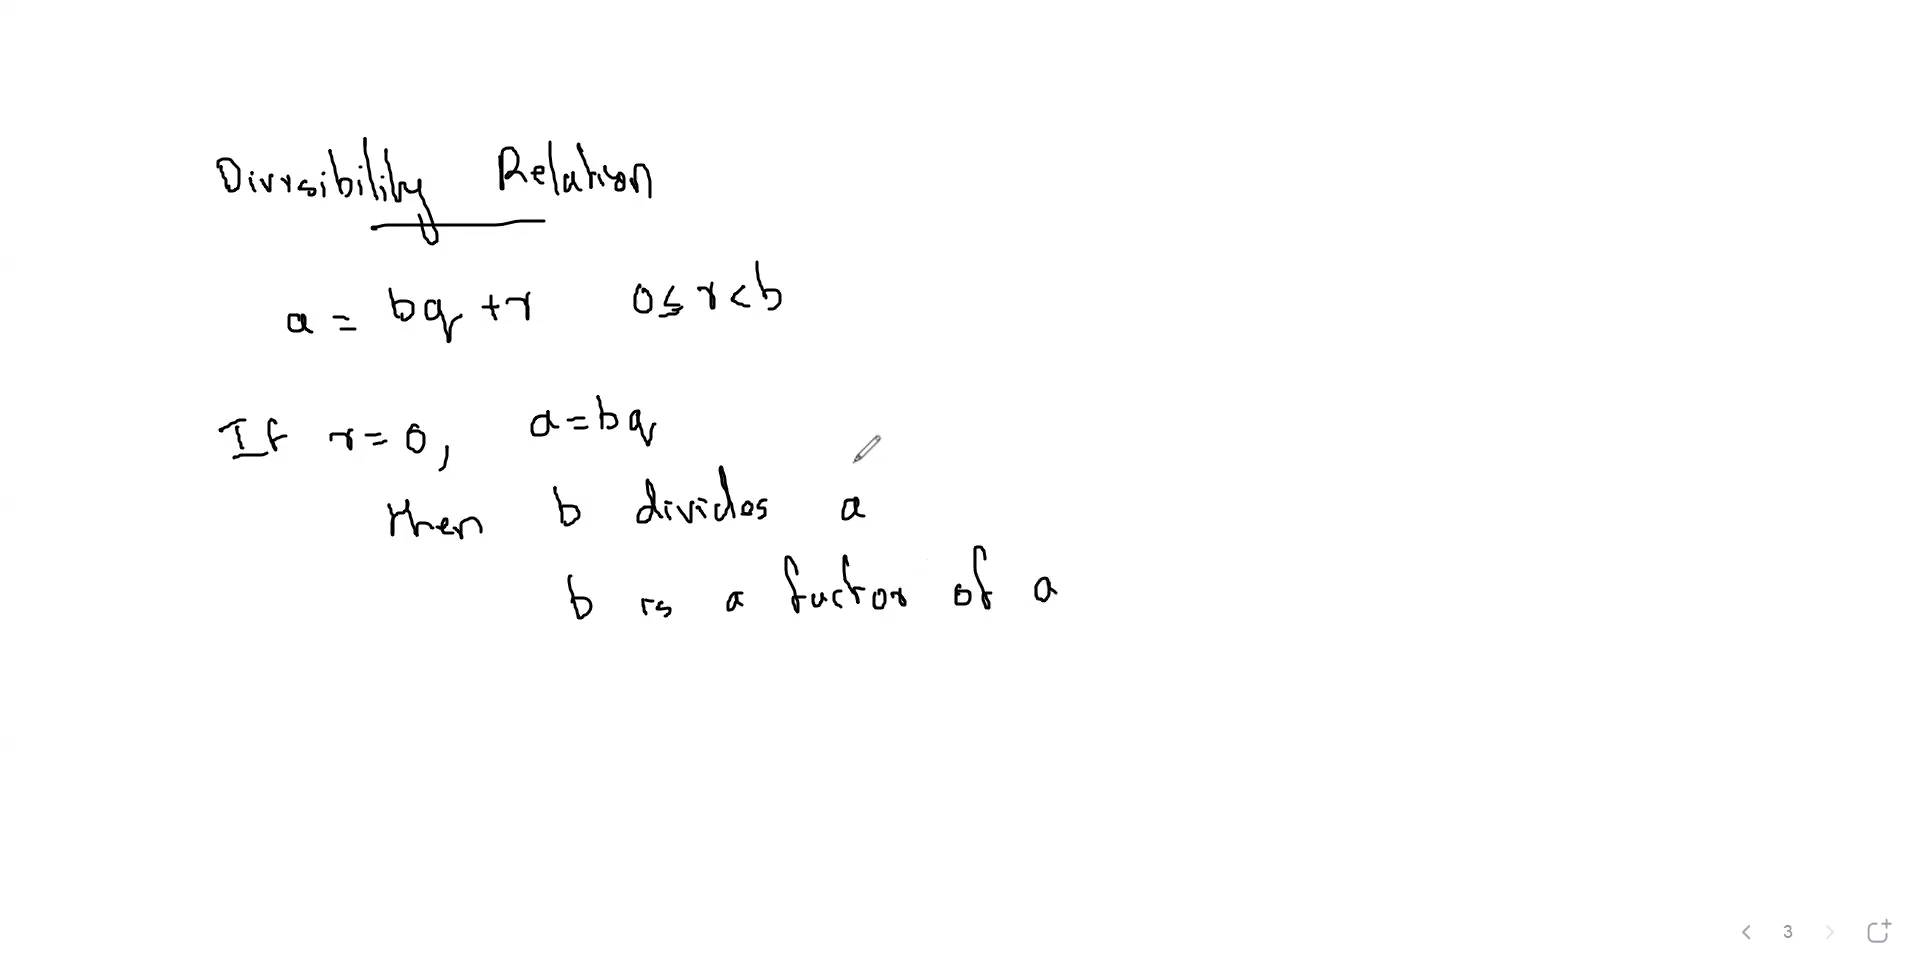 Divisibility Relation
a = bq + r 0 ≤ r < b
If r = 0, a = bq
then b divides a
b is a factor of a
3